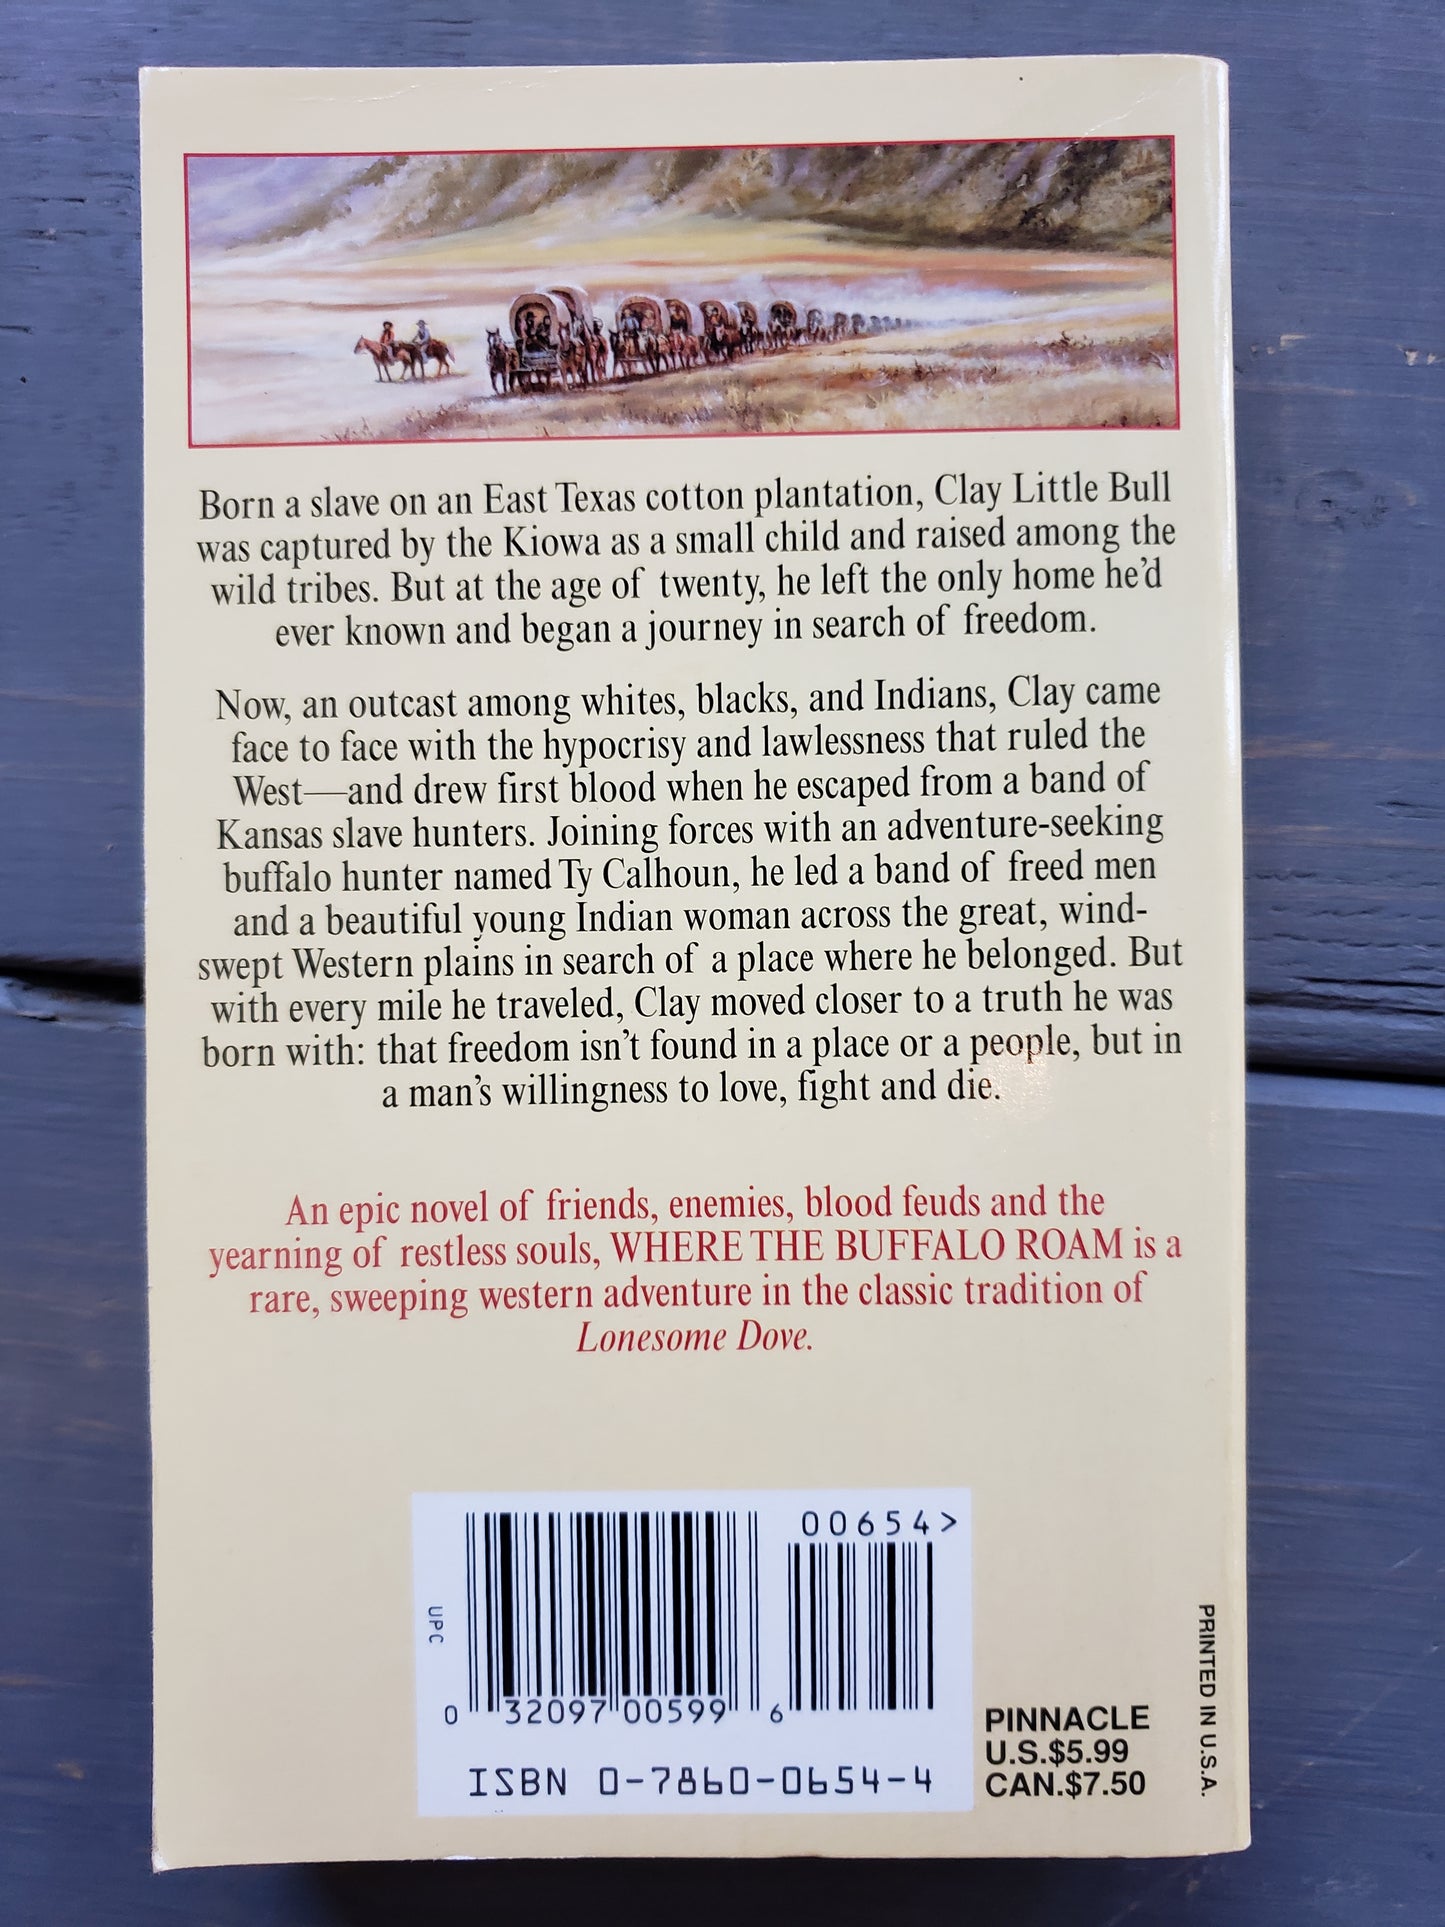 Born a slave on an East Texas cotton plantation, Clay Little Bull
was captured by the Kiowa as a small child and raised among the
wild tribes. But at the age of twenty, he left the only home he'd
ever known and began a journey in search of freedom.
Now, an outcast among whites, blacks, and Indians, Clay came
face to face with the hypocrisy and lawlessness that ruled the
West—and drew first blood when he escaped from a band of
Kansas slave hunters. Joining forces with an adventure-seeking
buffalo hunter named Ty Calhoun, he led a band of freed men
and a beautiful young Indian woman across the great, wind-
swept Western plains in search of a place where he belonged. But
with every mile he traveled, Clay moved closer to a truth he was
born with: that freedom isn't found in a place or a people, but in
a man's willingness to love, fight and die.
An epic novel of friends, enemies, blood feuds and the
yearning of restless souls, WHERE THE BUFFALO ROAM is a
rare, sweeping western adventure in the classic tradition of
Lonesome Dove.
00654>
UPC
0 32097 00599 6
ISBN 0-7860-0654-4
PINNACLE
U.S.$5.99
CAN.$7.50
PRINTED IN U.S.A.